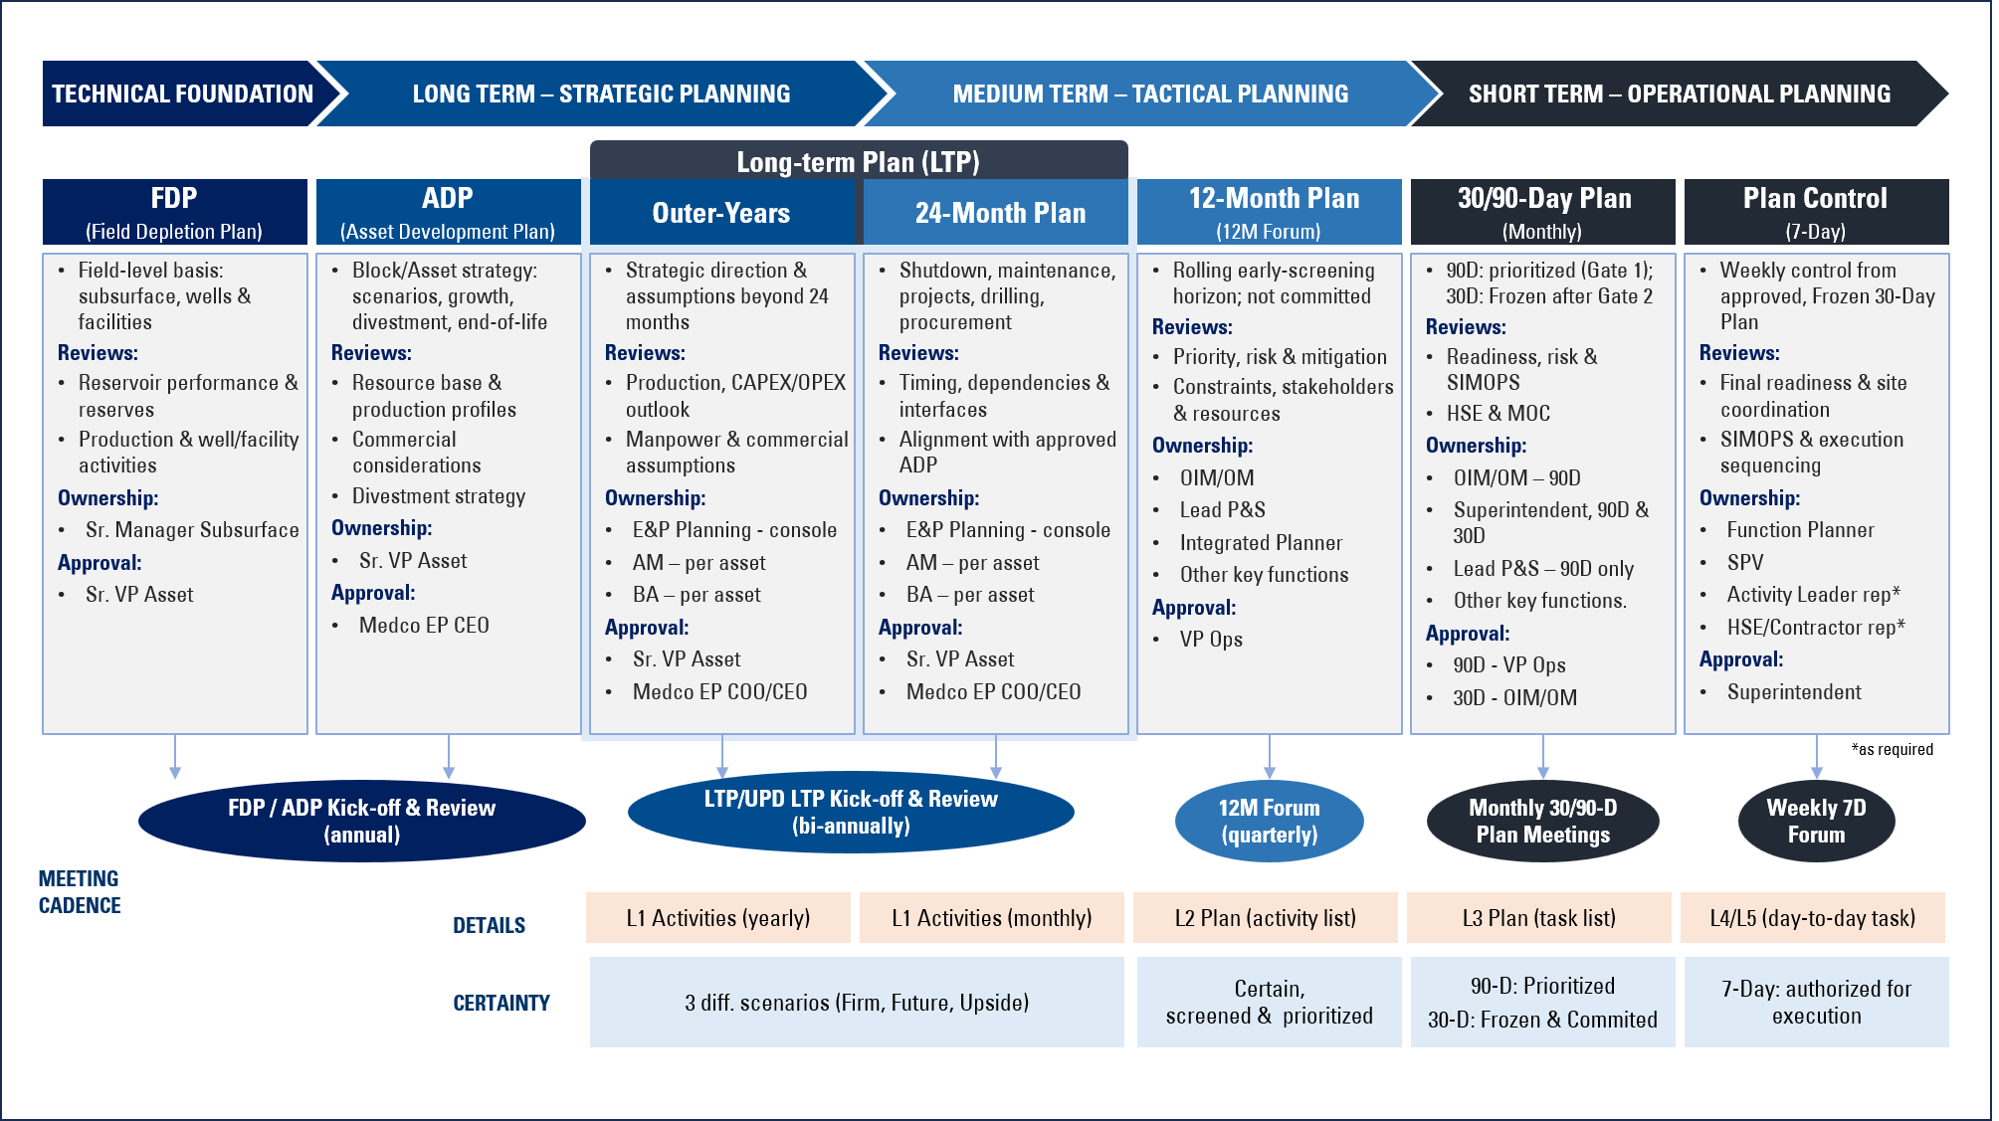 TECHNICAL FOUNDATION
LONG TERM – STRATEGIC PLANNING
MEDIUM TERM – TACTICAL PLANNING
SHORT TERM – OPERATIONAL PLANNING
Long-term Plan (LTP)
FDP
(Field Depletion Plan)
• Field-level basis:
subsurface, wells &
facilities
Reviews:
• Reservoir performance &
reserves
• Production & well/facility
activities
Ownership:
• Sr. Manager Subsurface
Approval:
• Sr. VP Asset
ADP
(Asset Development Plan)
• Block/Asset strategy:
scenarios, growth,
divestment, end-of-life
Reviews:
• Resource base &
production profiles
• Commercial
considerations
• Divestment strategy
Ownership:
• Sr. VP Asset
Approval:
• Medco EP CEO
Outer-Years
• Strategic direction &
assumptions beyond 24
months
Reviews:
• Production, CAPEX/OPEX
outlook
• Manpower & commercial
assumptions
Ownership:
• E&P Planning - console
• AM – per asset
• BA – per asset
Approval:
• Sr. VP Asset
• Medco EP COO/CEO
24-Month Plan
• Shutdown, maintenance,
projects, drilling,
procurement
Reviews:
• Timing, dependencies &
interfaces
• Alignment with approved
ADP
Ownership:
• E&P Planning - console
• AM – per asset
• BA – per asset
Approval:
• Sr. VP Asset
• Medco EP COO/CEO
12-Month Plan
(12M Forum)
• Rolling early-screening
horizon; not committed
Reviews:
• Priority, risk & mitigation
• Constraints, stakeholders
& resources
Ownership:
• OIM/OM
• Lead P&S
• Integrated Planner
• Other key functions
Approval:
• VP Ops
30/90-Day Plan
(Monthly)
• 90D: prioritized (Gate 1);
30D: Frozen after Gate 2
Reviews:
• Readiness, risk &
SIMOPS
• HSE & MOC
Ownership:
• OIM/OM – 90D
• Superintendent, 90D &
30D
• Lead P&S – 90D only
• Other key functions.
Approval:
• 90D - VP Ops
• 30D - OIM/OM
Plan Control
(7-Day)
• Weekly control from
approved, Frozen 30-Day
Plan
Reviews:
• Final readiness & site
coordination
• SIMOPS & execution
sequencing
Ownership:
• Function Planner
• SPV
• Activity Leader rep*
• HSE/Contractor rep*
Approval:
• Superintendent
*as required
FDP / ADP Kick-off & Review
(annual)
LTP/UPD LTP Kick-off & Review
(bi-annually)
12M Forum
(quarterly)
Monthly 30/90-D
Plan Meetings
Weekly 7D
Forum
MEETING
CADENCE
DETAILS
L1 Activities (yearly)
L1 Activities (monthly)
L2 Plan (activity list)
L3 Plan (task list)
L4/L5 (day-to-day task)
CERTAINTY
3 diff. scenarios (Firm, Future, Upside)
Certain,
screened & prioritized
90-D: Prioritized
30-D: Frozen & Commited
7-Day: authorized for
execution